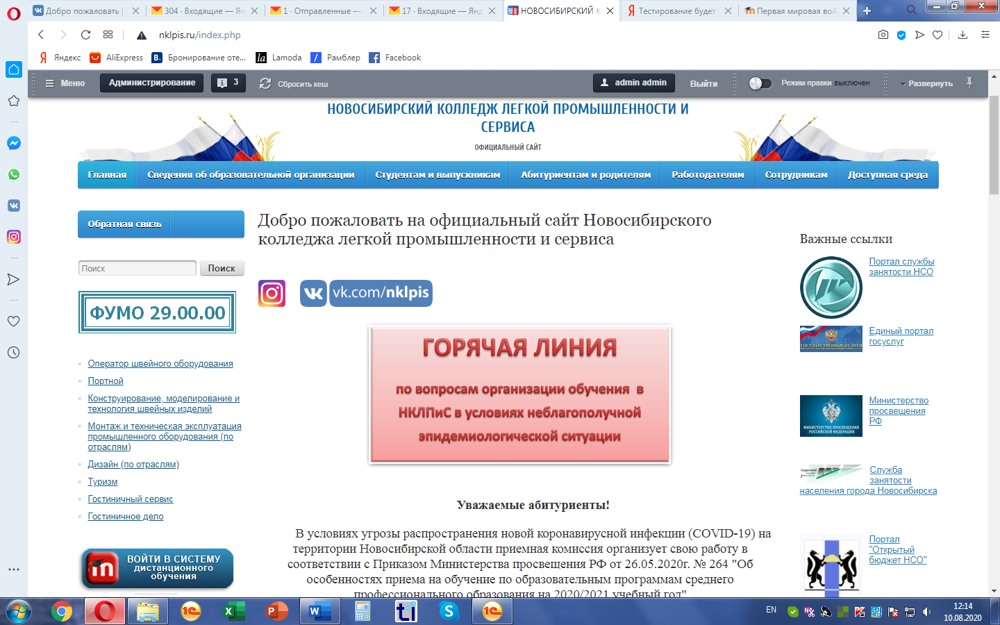 Добро пожаловать |
304 · Входящие — Ян
1 · Отправленные —
17 · Входящие — Янд
НОВОСИБИРСКИЙ К
Тестирование будет
Первая мировая вой
nklpis.ru/index.php
Яндекс
AliExpress
Бронирование оте...
Lamoda
Рамблер
Facebook
Меню
Администрирование
3
Сбросить кеш
admin admin
Выйти
Режим правки выключен
Развернуть
НОВОСИБИРСКИЙ КОЛЛЕДЖ ЛЕГКОЙ ПРОМЫШЛЕННОСТИ И
СЕРВИСА
ОФИЦИАЛЬНЫЙ САЙТ
Главная
Сведения об образовательной организации
Студентам и выпускникам
Абитуриентам и родителям
Работодателям
Сотрудникам
Доступная среда
Обратная связь
Поиск
Поиск
ФУМО 29.00.00
Оператор швейного оборудования
Портной
Конструирование, моделирование и
технология швейных изделий
Монтаж и техническая эксплуатация
промышленного оборудования (по
отраслям)
Дизайн (по отраслям)
Туризм
Гостиничный сервис
Гостиничное дело
ВОЙТИ В СИСТЕМУ
дистанционного
обучения
Добро пожаловать на официальный сайт Новосибирского
колледжа легкой промышленности и сервиса
vk.com/nklpis
ГОРЯЧАЯ ЛИНИЯ
по вопросам организации обучения в
НКЛПиС в условиях неблагополучной
эпидемиологической ситуации
Уважаемые абитуриенты!
В условиях угрозы распространения новой коронавирусной инфекции (COVID-19) на
территории Новосибирской области приемная комиссия организует свою работу в
соответствии с Приказом Министерства просвещения РФ от 26.05.2020г. № 264 "Об
особенностях приема на обучение по образовательным программам среднего
профессионального образования на 2020/2021 учебный год"
Важные ссылки
Портал службы
занятости НСО
ГОСУДАРСТВЕННЫЕ УСЛУГИ
Единый портал
госуслуг
МИНИСТЕРСТВО ПРОСВЕЩЕНИЯ
РОССИЙСКОЙ ФЕДЕРАЦИИ
Министерство
просвещения
РФ
Служба
занятости
населения города Новосибирска
Портал
"Открытый
бюджет НСО"
EN
12:14
10.08.2020